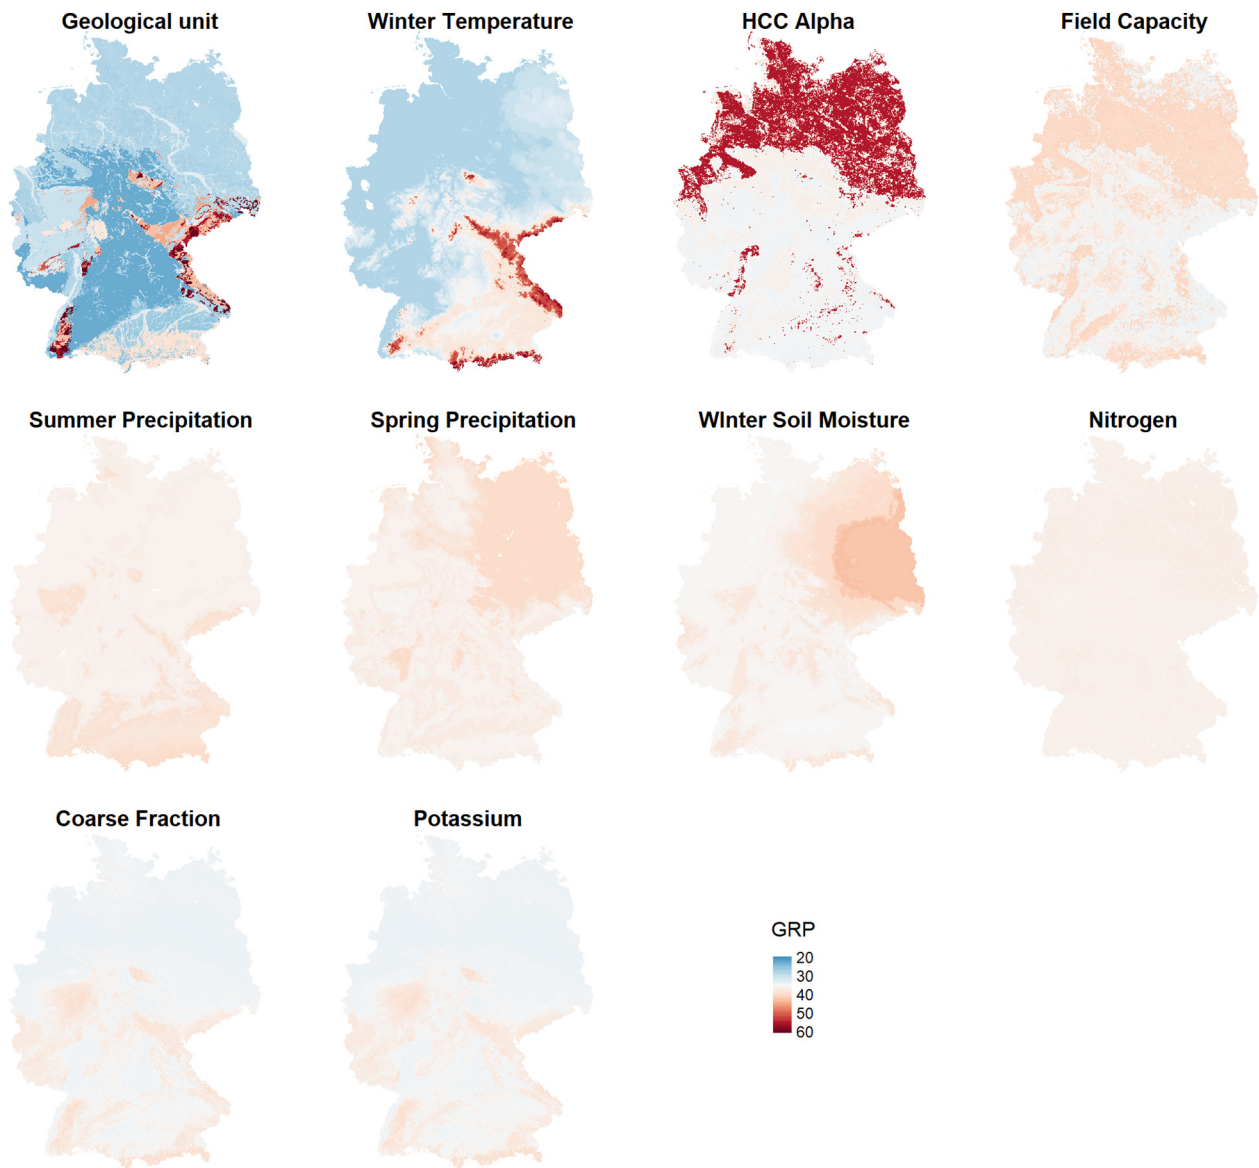 Geological unit
Winter Temperature
HCC Alpha
Field Capacity
Summer Precipitation
Spring Precipitation
WInter Soil Moisture
Nitrogen
Coarse Fraction
Potassium
GRP
20
30
40
50
60